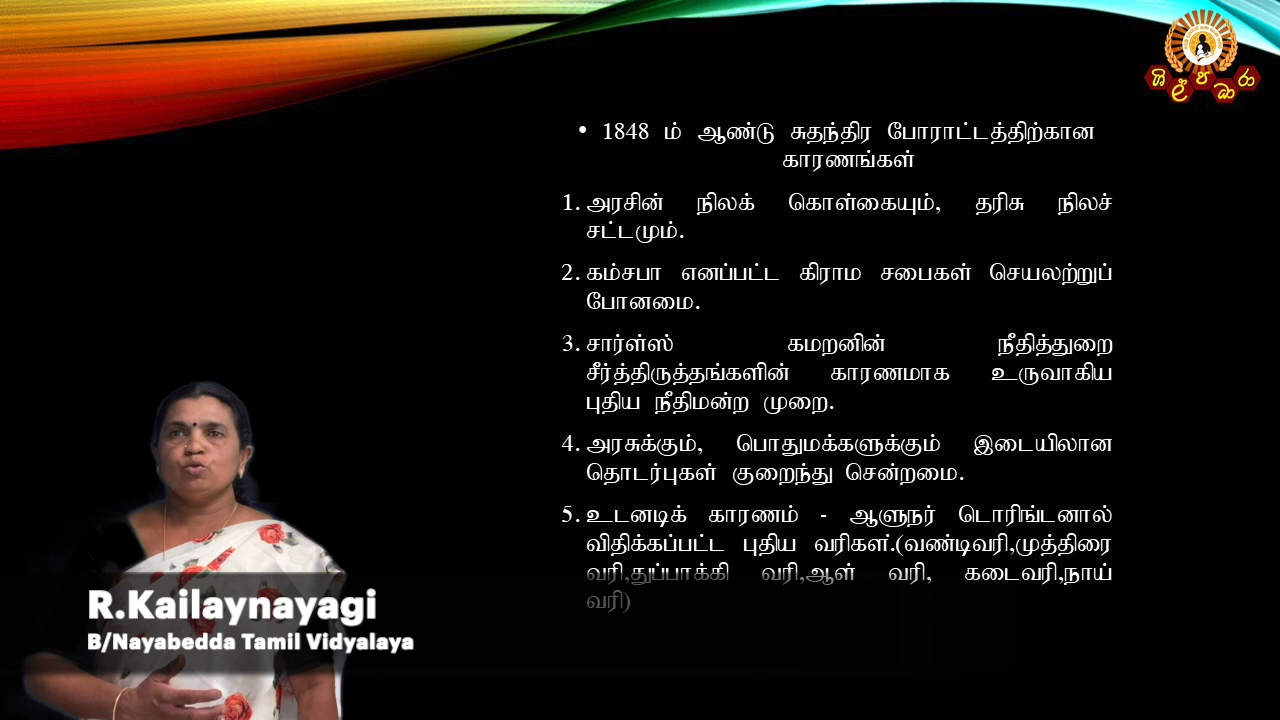 ශිල්ප ධාරා
• 1848 ம் ஆண்டு சுதந்திர போராட்டத்திற்கான
காரணங்கள்
1. அரசின் நிலக் கொள்கையும், தரிசு நிலச்
சட்டமும்.
2. கம்சபா எனப்பட்ட கிராம சபைகள் செயலற்றுப்
போனமை.
3. சார்ள்ஸ் கமறனின் நீதித்துறை
சீர்த்திருத்தங்களின் காரணமாக உருவாகிய
புதிய நீதிமன்ற முறை.
4. அரசுக்கும், பொதுமக்களுக்கும் இடையிலான
தொடர்புகள் குறைந்து சென்றமை.
5. உடனடிக் காரணம் - ஆளுநர் டொரிங்டனால்
விதிக்கப்பட்ட புதிய வரிகள்.(வண்டிவரி,முத்திரை
வரி,துப்பாக்கி வரி,ஆள் வரி, கடைவரி,நாய்
வரி)
R.Kailaynayagi
B/Nayabedda Tamil Vidyalaya